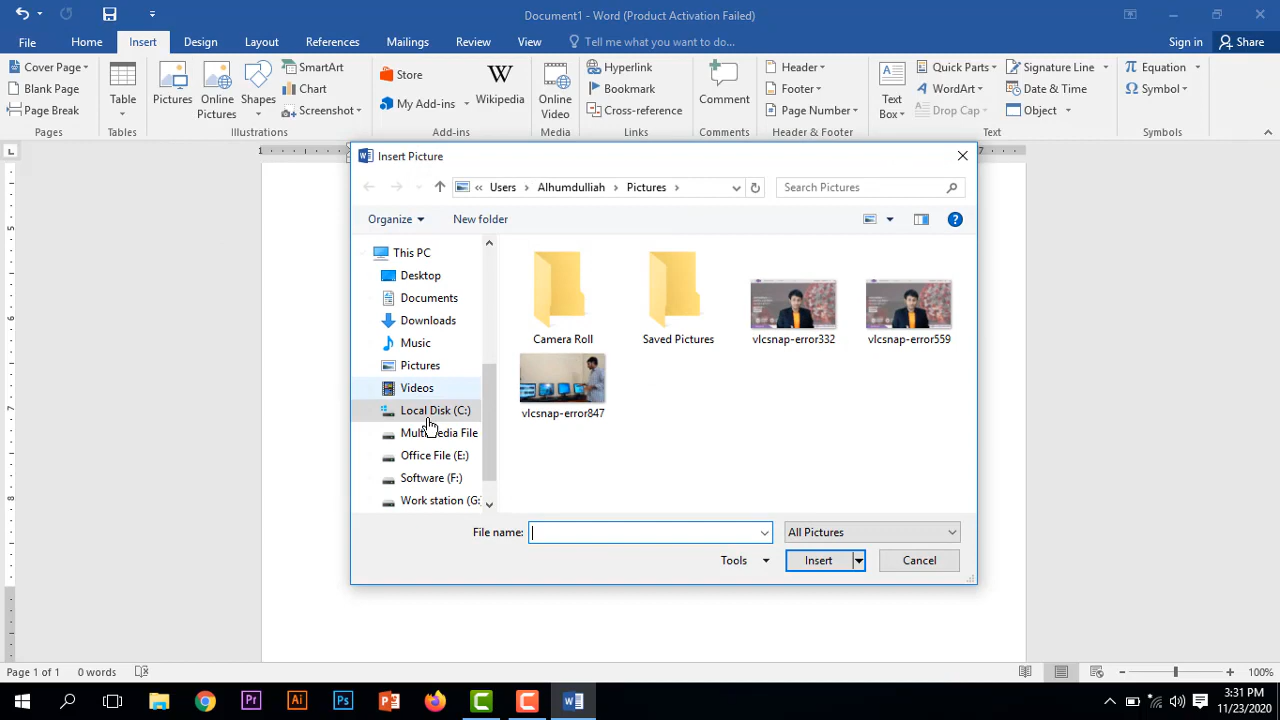 Document1 - Word (Product Activation Failed)
File Home Insert Design Layout References Mailings Review View Tell me what you want to do... Sign in Share
Cover Page
Blank Page
Page Break
Pages
Table
Tables
Pictures
Online Pictures
Shapes
SmartArt
Chart
Screenshot
Illustrations
Store
My Add-ins
Wikipedia
Add-ins
Online Video
Media
Hyperlink
Bookmark
Cross-reference
Links
Comment
Comments
Header
Footer
Page Number
Header & Footer
Text Box
Quick Parts
WordArt
Drop Cap
Signature Line
Date & Time
Object
Text
Equation
Symbol
Symbols
Insert Picture
« Users Alhumdulliah Pictures
Search Pictures
Organize
New folder
This PC
Desktop
Documents
Downloads
Music
Pictures
Videos
Local Disk (C:)
Multimedia File
Office File (E:)
Software (F:)
Work station (G:
Camera Roll
Saved Pictures
vlcsnap-error332
vlcsnap-error559
vlcsnap-error847
File name:
All Pictures
Tools
Insert
Cancel
1
7
5
6
7
8
Page 1 of 1
0 words
100%
3:31 PM
11/23/2020